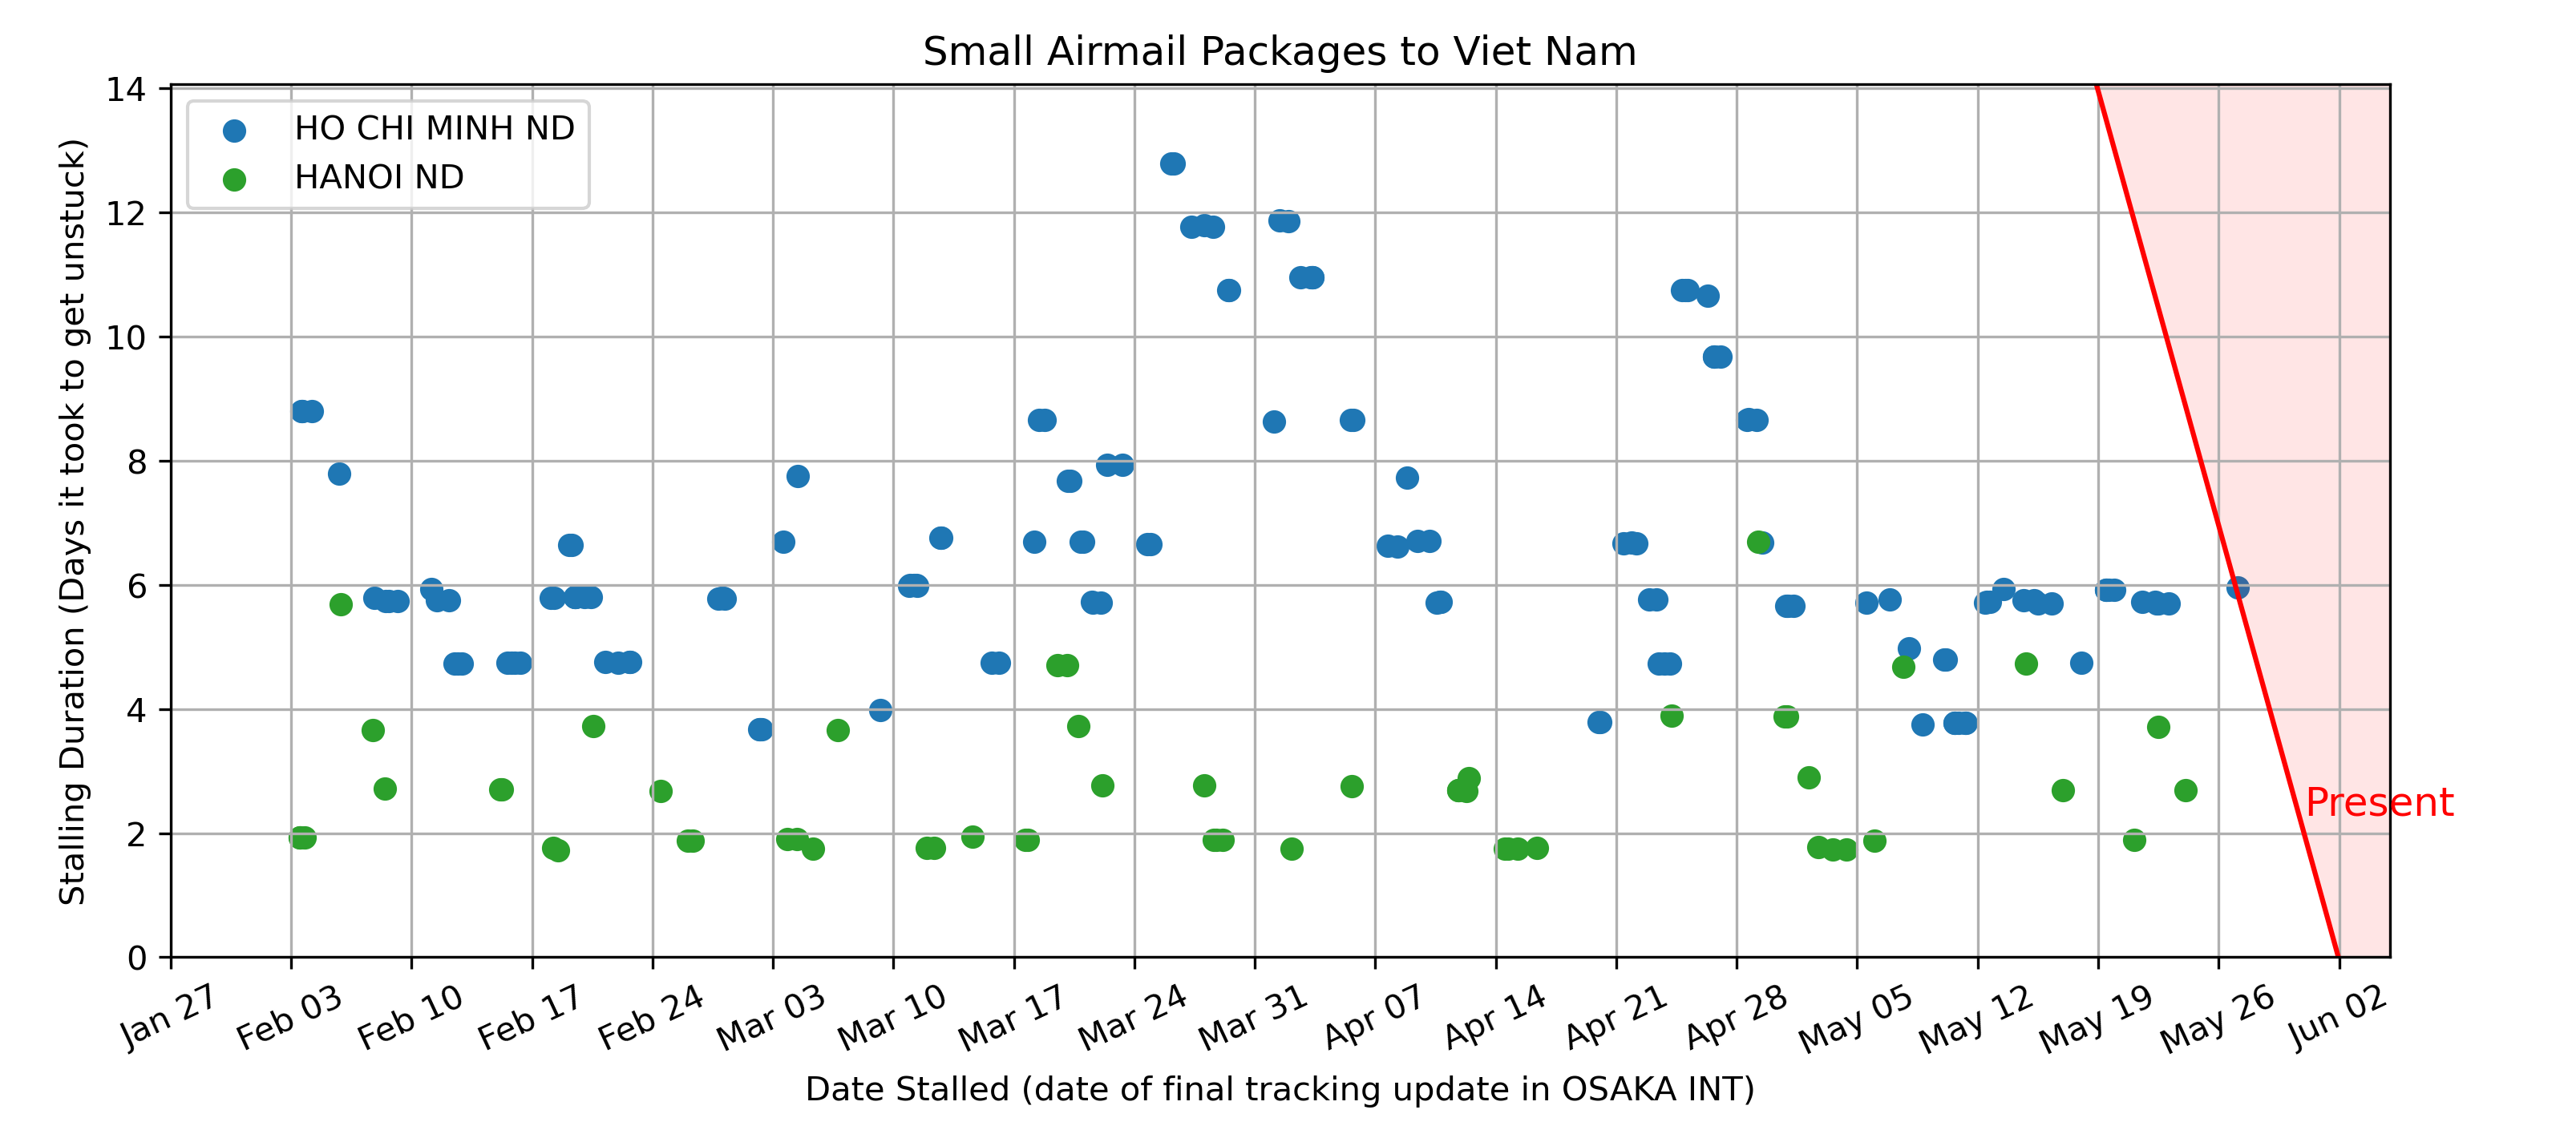 Small Airmail Packages to Viet Nam
14
12
10
8
6
4
2
0
Stalling Duration (Days it took to get unstuck)
HO CHI MINH ND
HANOI ND
Present
Jan 27
Feb 03
Feb 10
Feb 17
Feb 24
Mar 03
Mar 10
Mar 17
Mar 24
Mar 31
Apr 07
Apr 14
Apr 21
Apr 28
May 05
May 12
May 19
May 26
Jun 02
Date Stalled (date of final tracking update in OSAKA INT)